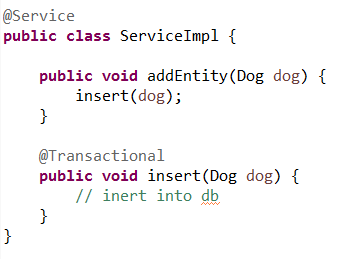 @Service
public class ServiceImpl {
public void addEntity(Dog dog) {
insert(dog);
}
@Transactional
public void insert(Dog dog) {
// inert into db
}
}